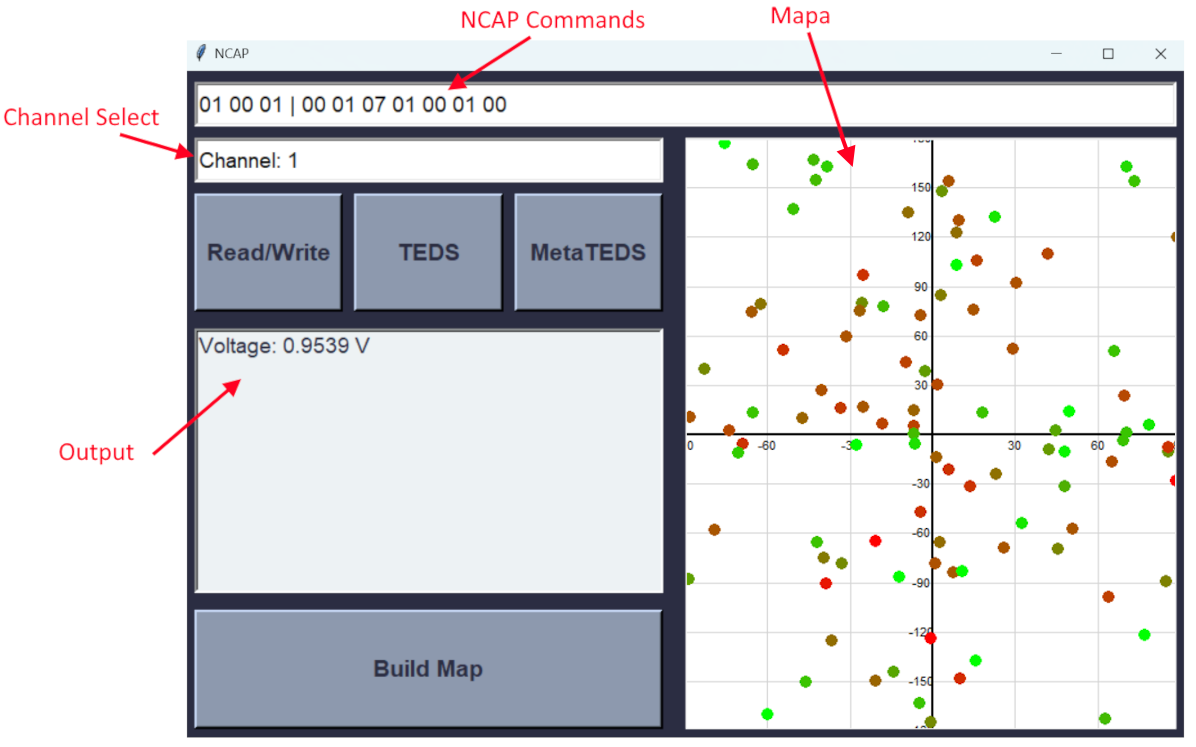 NCAP Commands
Mapa
NCAP
01 00 01 | 00 01 07 01 00 01 00
Channel Select
Channel: 1
Read/Write
TEDS
MetaTEDS
Voltage: 0.9539 V
Output
Build Map
150
120
90
60
30
0
-60
-30
30
60
-30
-60
-90
-120
-150